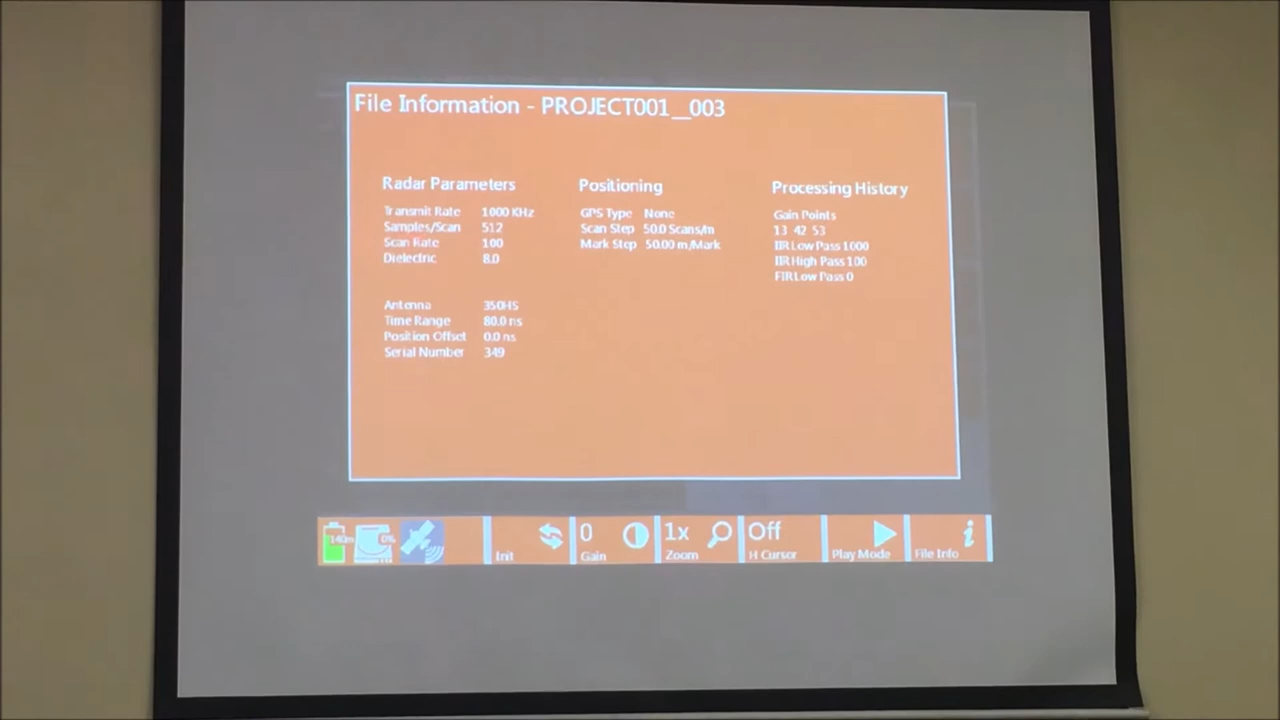 File Information - PROJECT001__003
Radar Parameters
Transmit Rate 1000 KHz
Samples/Scan 512
Scan Rate 100
Dielectric 8.0
Antenna 350HS
Time Range 80.0 ns
Position Offset 0.0 ns
Serial Number 349
Positioning
GPS Type None
Scan Step 50.0 Scans/m
Mark Step 50.00 m/Mark
Processing History
Gain Points
13 42 53
IIR Low Pass 1000
IIR High Pass 100
FIR Low Pass 0
140m
0%
Init
0
Gain
1x
Zoom
Off
H Cursor
Play Mode
i
File Info